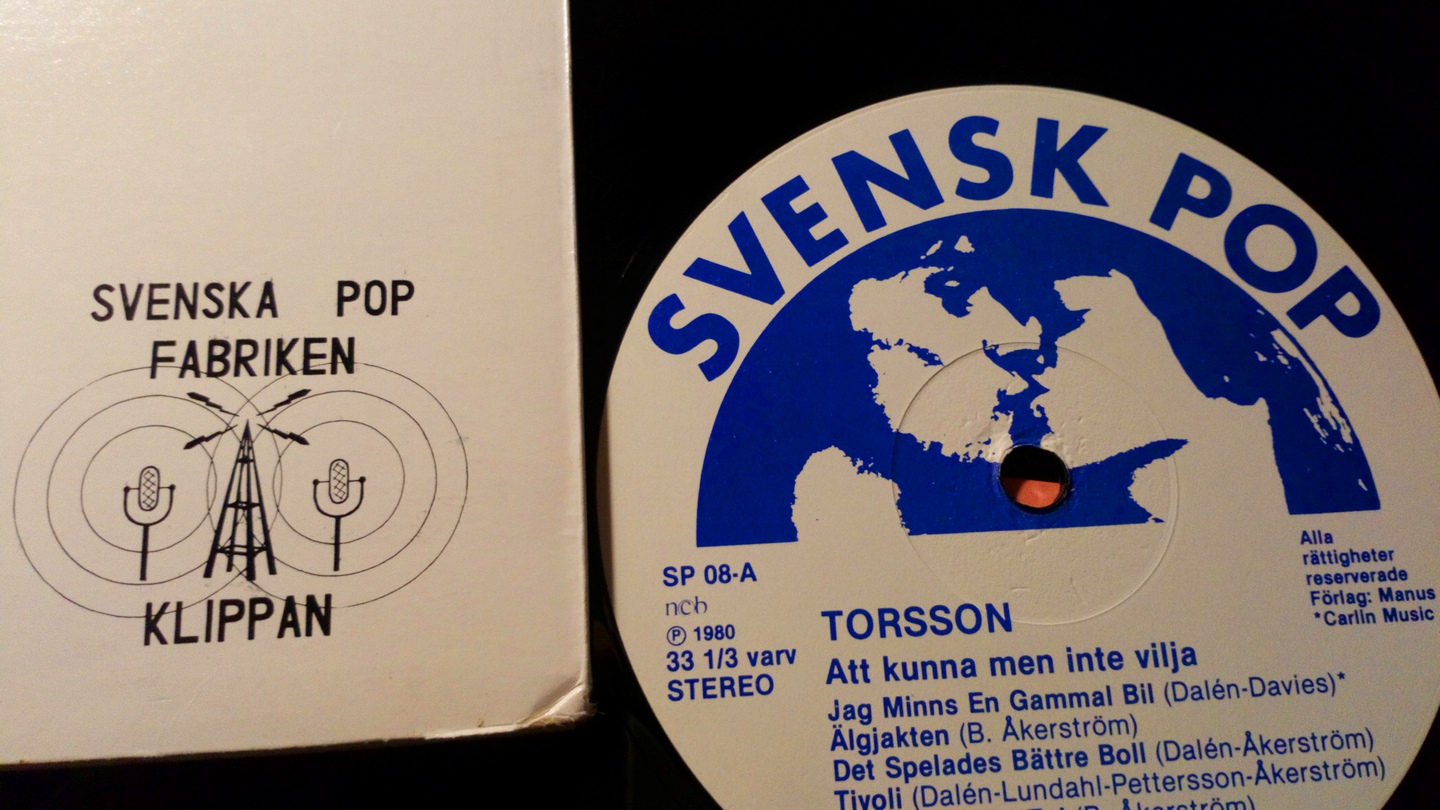 SVENSKA POP
FABRIKEN
KLIPPAN
SVENSK POP
SP 08-A
ncb
Ⓟ 1980
33 1/3 varv
STEREO
Alla
rättigheter
reserverade
Förlag: Manus
*Carlin Music
TORSSON
Att kunna men inte vilja
Jag Minns En Gammal Bil (Dalén-Davies)*
Älgjakten (B. Åkerström)
Det Spelades Bättre Boll (Dalén-Åkerström)
Tivoli (Dalén-Lundahl-Pettersson-Åkerström)
Åkerström)